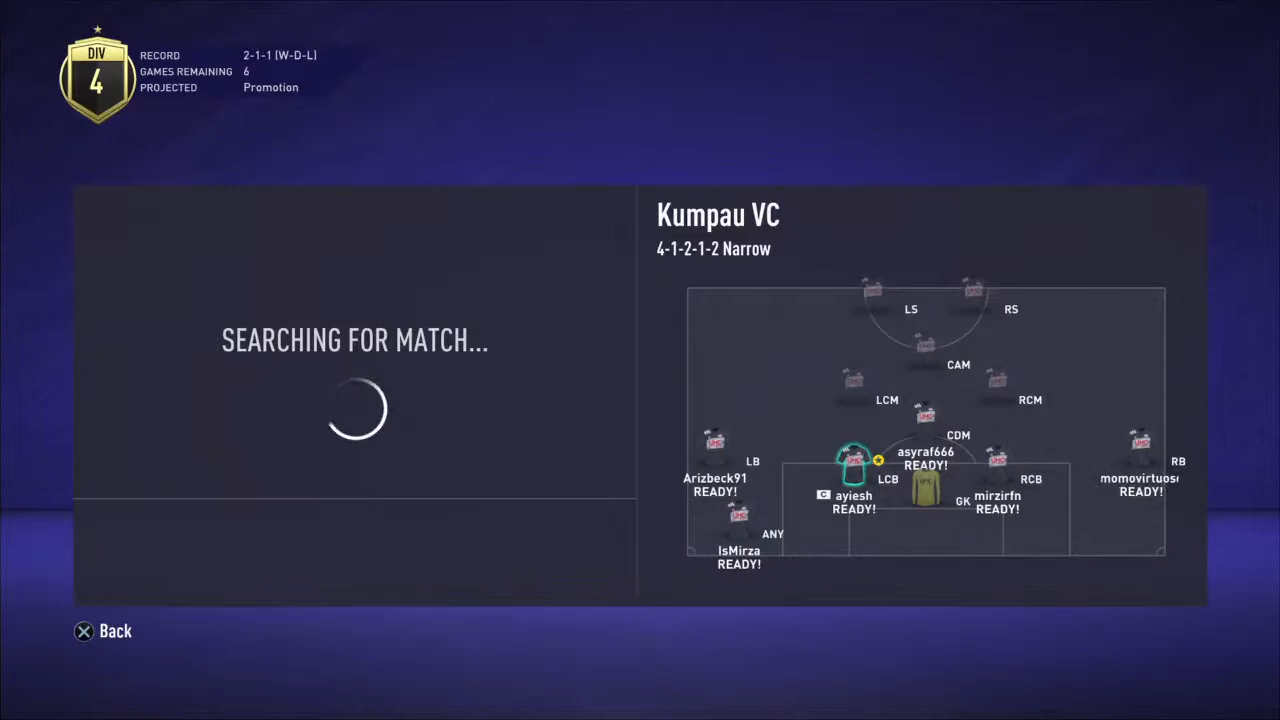 DIV
4
RECORD 2-1-1 (W-D-L)
GAMES REMAINING 6
PROJECTED Promotion
SEARCHING FOR MATCH...
Kumpau VC
4-1-2-1-2 Narrow
LS
RS
CAM
LCM
RCM
CDM
asyraf666
READY!
LB
Arizbeck91
READY!
LCB
C ayiesh
READY!
GK
RCB
mirzirfn
READY!
RB
momovirtuos
READY!
ANY
IsMirza
READY!
Back